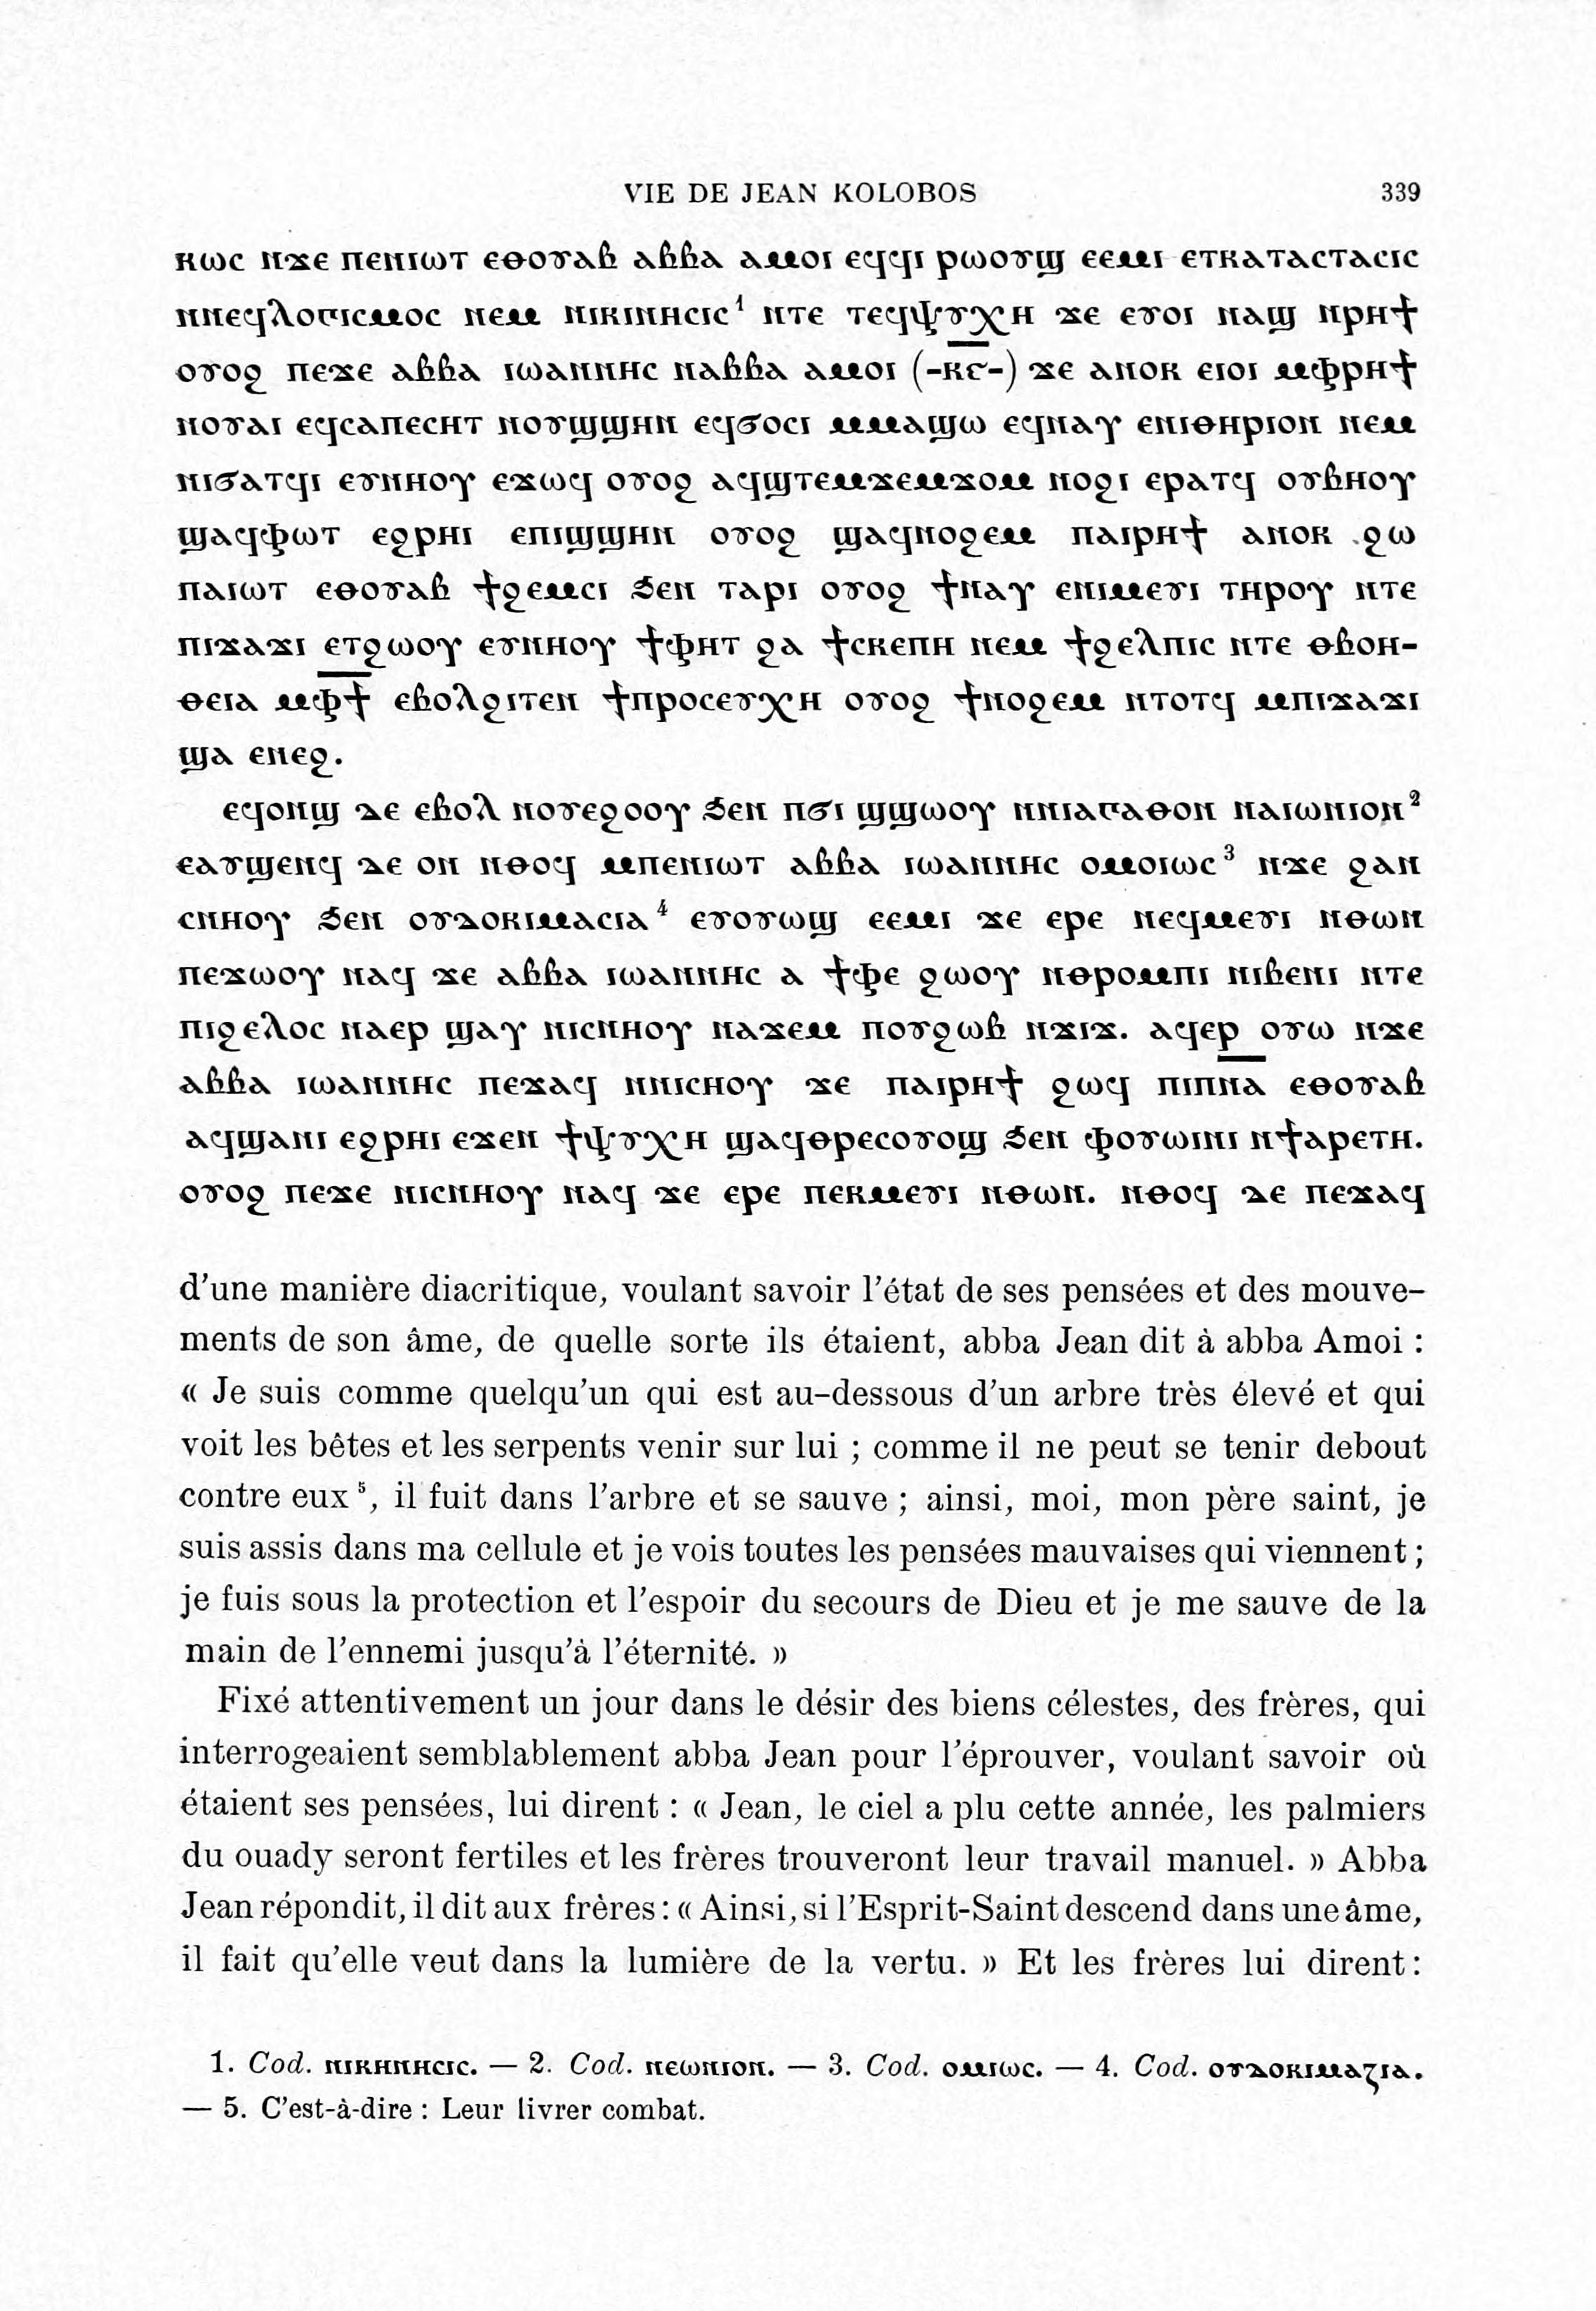 VIE DE JEAN KOLOBOS 339
ⲕⲱⲥ ⲛϫⲉ ⲡⲉⲛⲓⲱⲧ ⲉⲑⲟⲩⲁⲃ ⲁⲃⲃⲁ ⲁⲙⲟⲓ ⲉϥϥⲓ ⲣⲱⲟⲩϣ ⲉⲉⲙⲓ ⲉⲧⲕⲁⲧⲁⲥⲧⲁⲥⲓⲥ
ⲛⲛⲉϥⲗⲟⲅⲓⲥⲙⲟⲥ ⲛⲉⲙ ⲛⲓⲕⲓⲛⲏⲥⲓⲥ¹ ⲛⲧⲉ ⲧⲉϥⲯⲩⲭⲏ ϫⲉ ⲉⲩⲟⲓ ⲛⲁϣ ⲛⲣⲏϯ
ⲟⲩⲟϩ ⲡⲉϫⲉ ⲁⲃⲃⲁ ⲓⲱⲁⲛⲛⲏⲥ ⲛⲁⲃⲃⲁ ⲁⲙⲟⲓ (-ⲕ̅ⲋ̅-) ϫⲉ ⲁⲛⲟⲕ ⲉⲓⲟⲓ ⲙⲫⲣⲏϯ
ⲛⲟⲩⲁⲓ ⲉϥⲥⲁⲡⲉⲥⲏⲧ ⲛⲟⲩϣϣⲏⲛ ⲉϥϭⲟⲥⲓ ⲙⲙⲁϣⲱ ⲉϥⲛⲁⲩ ⲉⲛⲓⲑⲏⲣⲓⲟⲛ ⲛⲉⲙ
ⲛⲓϭⲁⲧϥⲓ ⲉⲩⲛⲏⲟⲩ ⲉϫⲱϥ ⲟⲩⲟϩ ⲁϥϣⲧⲉⲙϫⲉⲙϫⲟⲙ ⲛⲟϩⲓ ⲉⲣⲁⲧϥ ⲟⲩⲃⲏⲟⲩ
ϣⲁϥⲫⲱⲧ ⲉϩⲣⲏⲓ ⲉⲡⲓϣϣⲏⲛ ⲟⲩⲟϩ ϣⲁϥⲛⲟϩⲉⲙ ⲡⲁⲓⲣⲏϯ ⲁⲛⲟⲕ ϩⲱ
ⲡⲁⲓⲱⲧ ⲉⲑⲟⲩⲁⲃ ϯϩⲉⲙⲥⲓ ϧⲉⲛ ⲧⲁⲣⲓ ⲟⲩⲟϩ ϯⲛⲁⲩ ⲉⲛⲓⲙⲉⲩⲓ ⲧⲏⲣⲟⲩ ⲛⲧⲉ
ⲡⲓϫⲁϫⲓ ⲉⲧϩⲱⲟⲩ ⲉⲩⲛⲏⲟⲩ ϯⲫⲏⲧ ϩⲁ ϯⲥⲕⲉⲡⲏ ⲛⲉⲙ ϯϩⲉⲗⲡⲓⲥ ⲛⲧⲉ ⲑⲃⲟⲏ-
ⲑⲉⲓⲁ ⲙⲫ̅ϯ̅ ⲉⲃⲟⲗϩⲓⲧⲉⲛ ϯⲡⲣⲟⲥⲉⲩⲭⲏ ⲟⲩⲟϩ ϯⲛⲟϩⲉⲙ ⲛⲧⲟⲧϥ ⲙⲡⲓϫⲁϫⲓ
ϣⲁ ⲉⲛⲉϩ.
ⲉϥⲟⲛϣ ⲇⲉ ⲉⲃⲟⲗ ⲛⲟⲩⲉϩⲟⲟⲩ ϧⲉⲛ ⲡϭⲓ ϣϣⲱⲟⲩ ⲛⲛⲓⲁⲅⲁⲑⲟⲛ ⲛⲁⲓⲱⲛⲓⲟⲛ²
ⲉⲁⲩϣⲉⲛϥ ⲇⲉ ⲟⲛ ⲛⲑⲟϥ ⲙⲡⲉⲛⲓⲱⲧ ⲁⲃⲃⲁ ⲓⲱⲁⲛⲛⲏⲥ ⲟⲙⲟⲓⲱⲥ³ ⲛϫⲉ ϩⲁⲛ
ⲥⲛⲏⲟⲩ ϧⲉⲛ ⲟⲩⲇⲟⲕⲓⲙⲁⲥⲓⲁ⁴ ⲉⲩⲟⲩⲱϣ ⲉⲉⲙⲓ ϫⲉ ⲉⲣⲉ ⲛⲉϥⲙⲉⲩⲓ ⲛⲑⲱⲛ
ⲡⲉϫⲱⲟⲩ ⲛⲁϥ ϫⲉ ⲁⲃⲃⲁ ⲓⲱⲁⲛⲛⲏⲥ ⲁ ϯⲫⲉ ϩⲱⲟⲩ ⲛⲑⲣⲟⲙⲡⲓ ⲛⲓⲃⲉⲛⲓ ⲛⲧⲉ
ⲡⲓϩⲉⲗⲟⲥ ⲛⲁⲉⲣ ϣⲁⲩ ⲛⲓⲥⲛⲏⲟⲩ ⲛⲁϫⲉⲙ ⲡⲟⲩϩⲱⲃ ⲛϫⲓϫ. ⲁϥⲉⲣ ⲟⲩⲱ ⲛϫⲉ
ⲁⲃⲃⲁ ⲓⲱⲁⲛⲛⲏⲥ ⲡⲉϫⲁϥ ⲛⲛⲓⲥⲛⲟⲩ ϫⲉ ⲡⲁⲓⲣⲏϯ ϩⲱϥ ⲡⲓⲡ̅ⲛ̅ⲁ̅ ⲉⲑⲟⲩⲁⲃ
ⲁϥϣⲁⲛⲓ ⲉϩⲣⲏⲓ ⲉϫⲉⲛ ϯⲯⲩⲭⲏ ϣⲁϥⲑⲣⲉⲥⲟⲩⲟϣ ϧⲉⲛ ⲫⲟⲩⲱⲓⲛⲓ ⲛϯⲁⲣⲉⲧⲏ.
ⲟⲩⲟϩ ⲡⲉϫⲉ ⲛⲓⲥⲛⲏⲟⲩ ⲛⲁϥ ϫⲉ ⲉⲣⲉ ⲡⲉⲕⲙⲉⲩⲓ ⲛⲑⲱⲛ. ⲛⲑⲟϥ ⲇⲉ ⲡⲉϫⲁϥ
d'une manière diacritique, voulant savoir l'état de ses pensées et des mouve-
ments de son âme, de quelle sorte ils étaient, abba Jean dit à abba Amoi :
« Je suis comme quelqu'un qui est au-dessous d'un arbre très élevé et qui
voit les bêtes et les serpents venir sur lui ; comme il ne peut se tenir debout
contre eux⁵, il fuit dans l'arbre et se sauve ; ainsi, moi, mon père saint, je
suis assis dans ma cellule et je vois toutes les pensées mauvaises qui viennent ;
je fuis sous la protection et l'espoir du secours de Dieu et je me sauve de la
main de l'ennemi jusqu'à l'éternité. »
Fixé attentivement un jour dans le désir des biens célestes, des frères, qui
interrogeaient semblablement abba Jean pour l'éprouver, voulant savoir où
étaient ses pensées, lui dirent : « Jean, le ciel a plu cette année, les palmiers
du ouady seront fertiles et les frères trouveront leur travail manuel. » Abba
Jean répondit, il dit aux frères : « Ainsi, si l'Esprit-Saint descend dans une âme,
il fait qu'elle veut dans la lumière de la vertu. » Et les frères lui dirent :
1. Cod. ⲛⲓⲕⲏⲛⲏⲥⲓⲥ. — 2. Cod. ⲛⲉⲱⲛⲓⲟⲛ. — 3. Cod. ⲟⲙⲓⲱⲥ. — 4. Cod. ⲟⲩⲇⲟⲕⲓⲙⲁⲍⲓⲁ.
— 5. C'est-à-dire : Leur livrer combat.